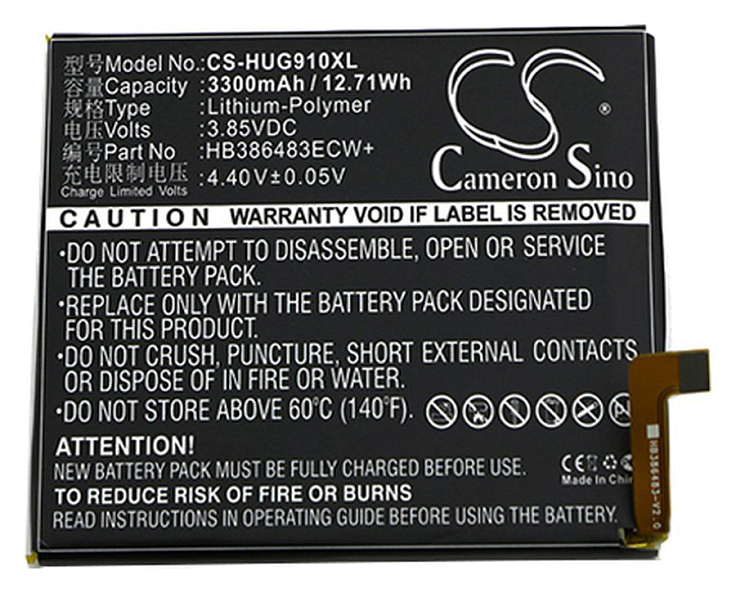 型号Model No.:CS-HUG910XL
容量Capacity:3300mAh / 12.71Wh
规格Type :Lithium-Polymer
电压Volts :3.85VDC
编号Part No :HB386483ECW+
充电限制电压:4.40V±0.05V
Charge Limited Volts
CS
®
Cameron Sino
CAUTION WARRANTY VOID IF LABEL IS REMOVED
•DO NOT ATTEMPT TO DISASSEMBLE, OPEN OR SERVICE
THE BATTERY PACK.
•REPLACE ONLY WITH THE BATTERY PACK DESIGNATED
FOR THIS PRODUCT.
•DO NOT CRUSH, PUNCTURE, SHORT EXTERNAL CONTACTS
OR DISPOSE OF IN FIRE OR WATER.
•DO NOT STORE ABOVE 60°C (140°F).
ATTENTION!
NEW BATTERY PACK MUST BE FULLY CHARGED BEFORE USE
TO REDUCE RISK OF FIRE OR BURNS
READ INSTRUCTIONS IN OPERATING GUIDE BEFORE USE
CE
Made In Chin
HB386483-V2.0